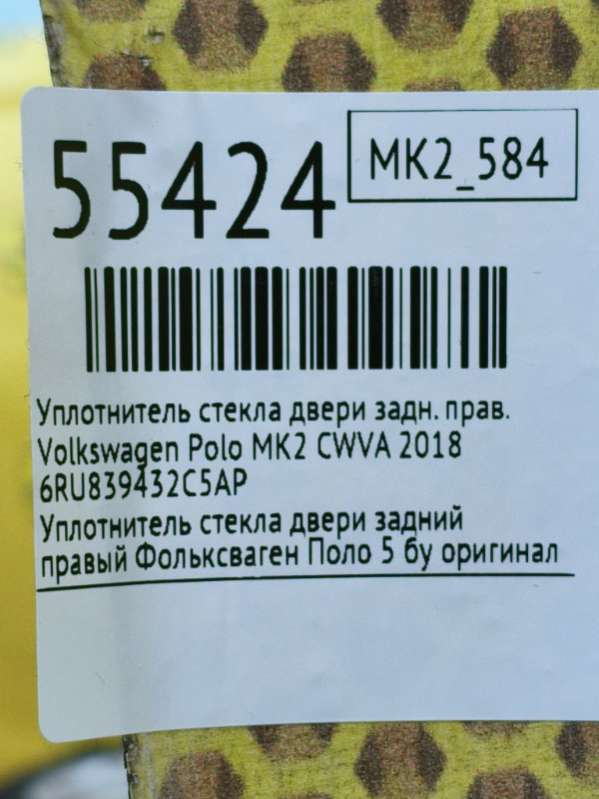 55424
MK2_584
Уплотнитель стекла двери задн. прав.
Volkswagen Polo MK2 CWVA 2018
6RU839432C5AP
Уплотнитель стекла двери задний
правый Фольксваген Поло 5 бу оригинал